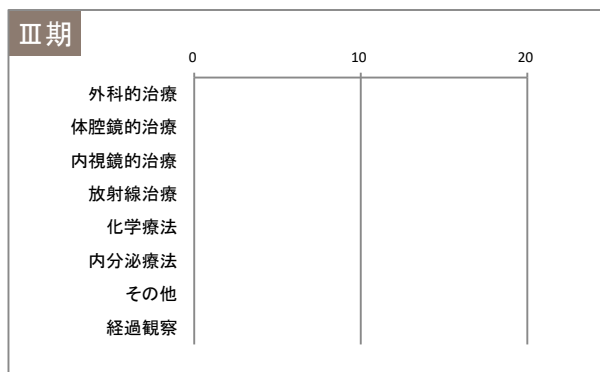 Ⅲ期
0 10 20
外科的治療
体腔鏡的治療
内視鏡的治療
放射線治療
化学療法
内分泌療法
その他
経過観察